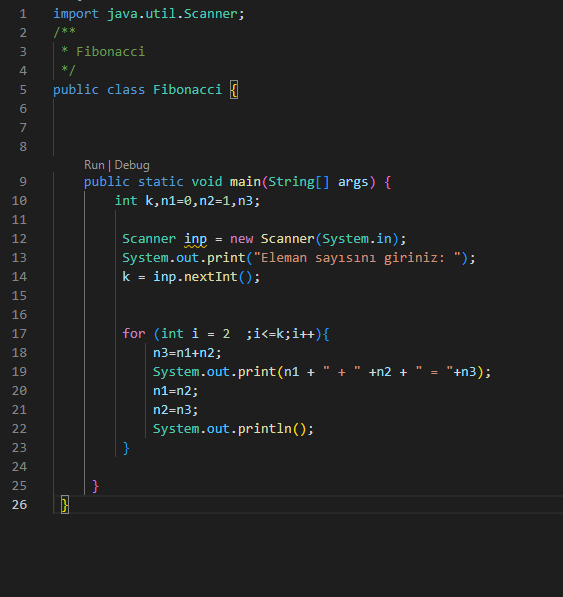 1 import java.util.Scanner;
2 /**
3  * Fibonacci
4  */
5 public class Fibonacci {
6
7
8
Run | Debug
9     public static void main(String[] args) {
10         int k,n1=0,n2=1,n3;
11
12          Scanner inp = new Scanner(System.in);
13          System.out.print("Eleman sayısını giriniz: ");
14          k = inp.nextInt();
15
16
17          for (int i = 2  ;i<=k;i++){
18              n3=n1+n2;
19              System.out.print(n1 + " + " +n2 + " = "+n3);
20              n1=n2;
21              n2=n3;
22              System.out.println();
23          }
24
25      }
26  }